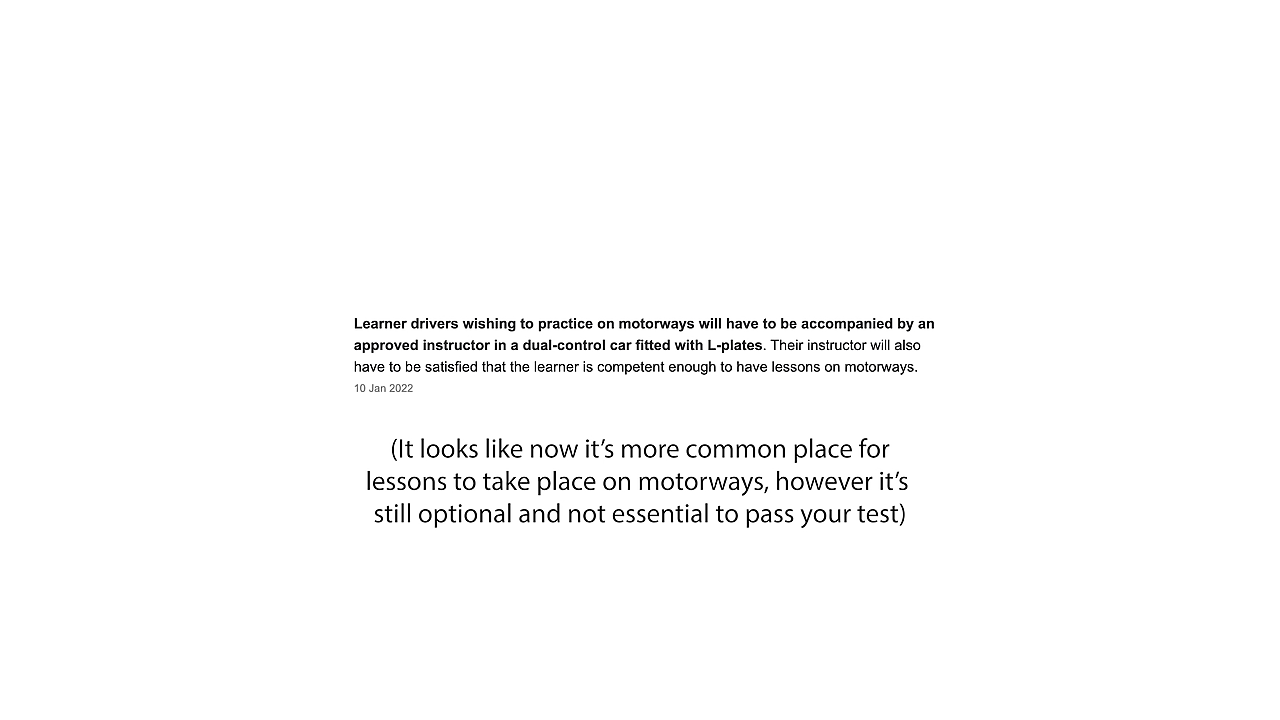 Learner drivers wishing to practice on motorways will have to be accompanied by an
approved instructor in a dual-control car fitted with L-plates. Their instructor will also
have to be satisfied that the learner is competent enough to have lessons on motorways.
10 Jan 2022
(It looks like now it’s more common place for
lessons to take place on motorways, however it’s
still optional and not essential to pass your test)